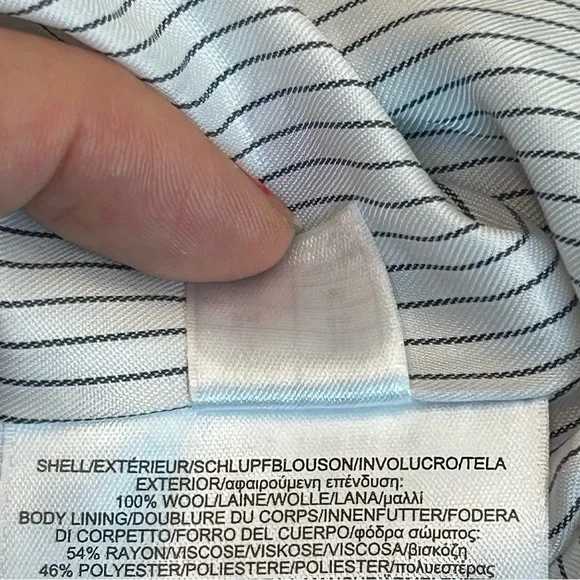 SHELL/EXTÉRIEUR/SCHLUPFBLOUSON/INVOLUCRO/TELA
EXTERIOR/αφαιρούμενη επένδυση:
100% WOOL/LAINE/WOLLE/LANA/μαλλί
BODY LINING/DOUBLURE DU CORPS/INNENFUTTER/FODERA
DI CORPETTO/FORRO DEL CUERPO/φόδρα σώματος:
54% RAYON/VISCOSE/VISKOSE/VISCOSA/βισκόζη
46% POLYESTER/POLYESTER/POLIESTERE/πολυεστέρας